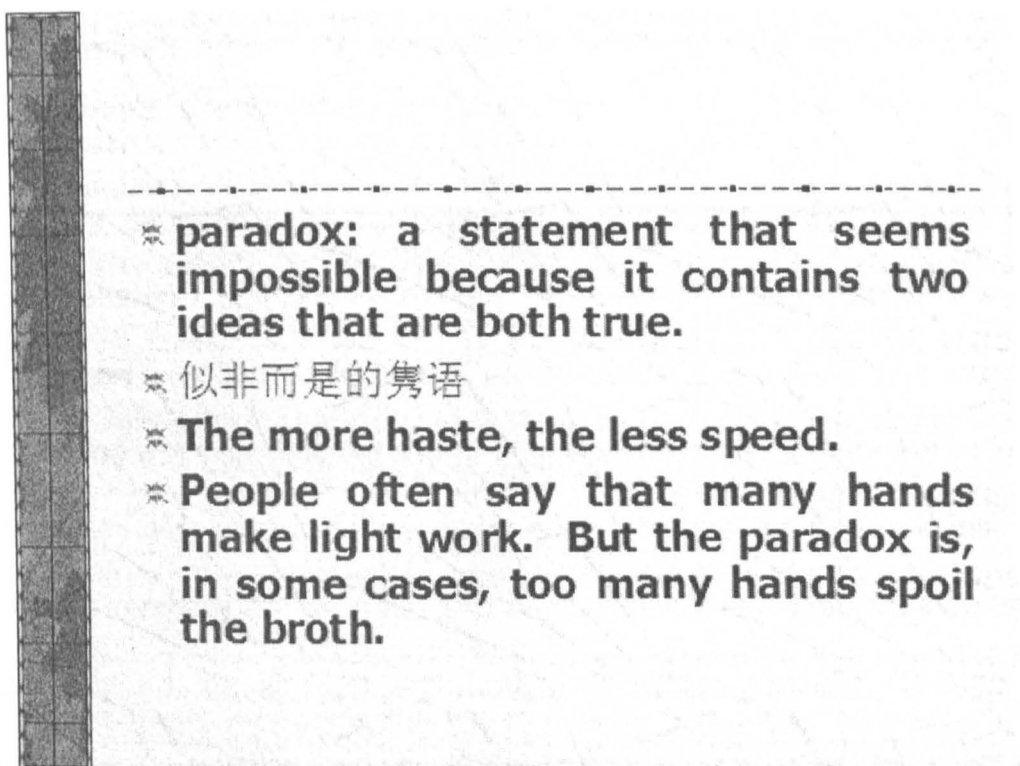 paradox: a statement that seems
impossible because it contains two
ideas that are both true.
似非而是的隽语
The more haste, the less speed.
People often say that many hands
make light work. But the paradox is,
in some cases, too many hands spoil
the broth.